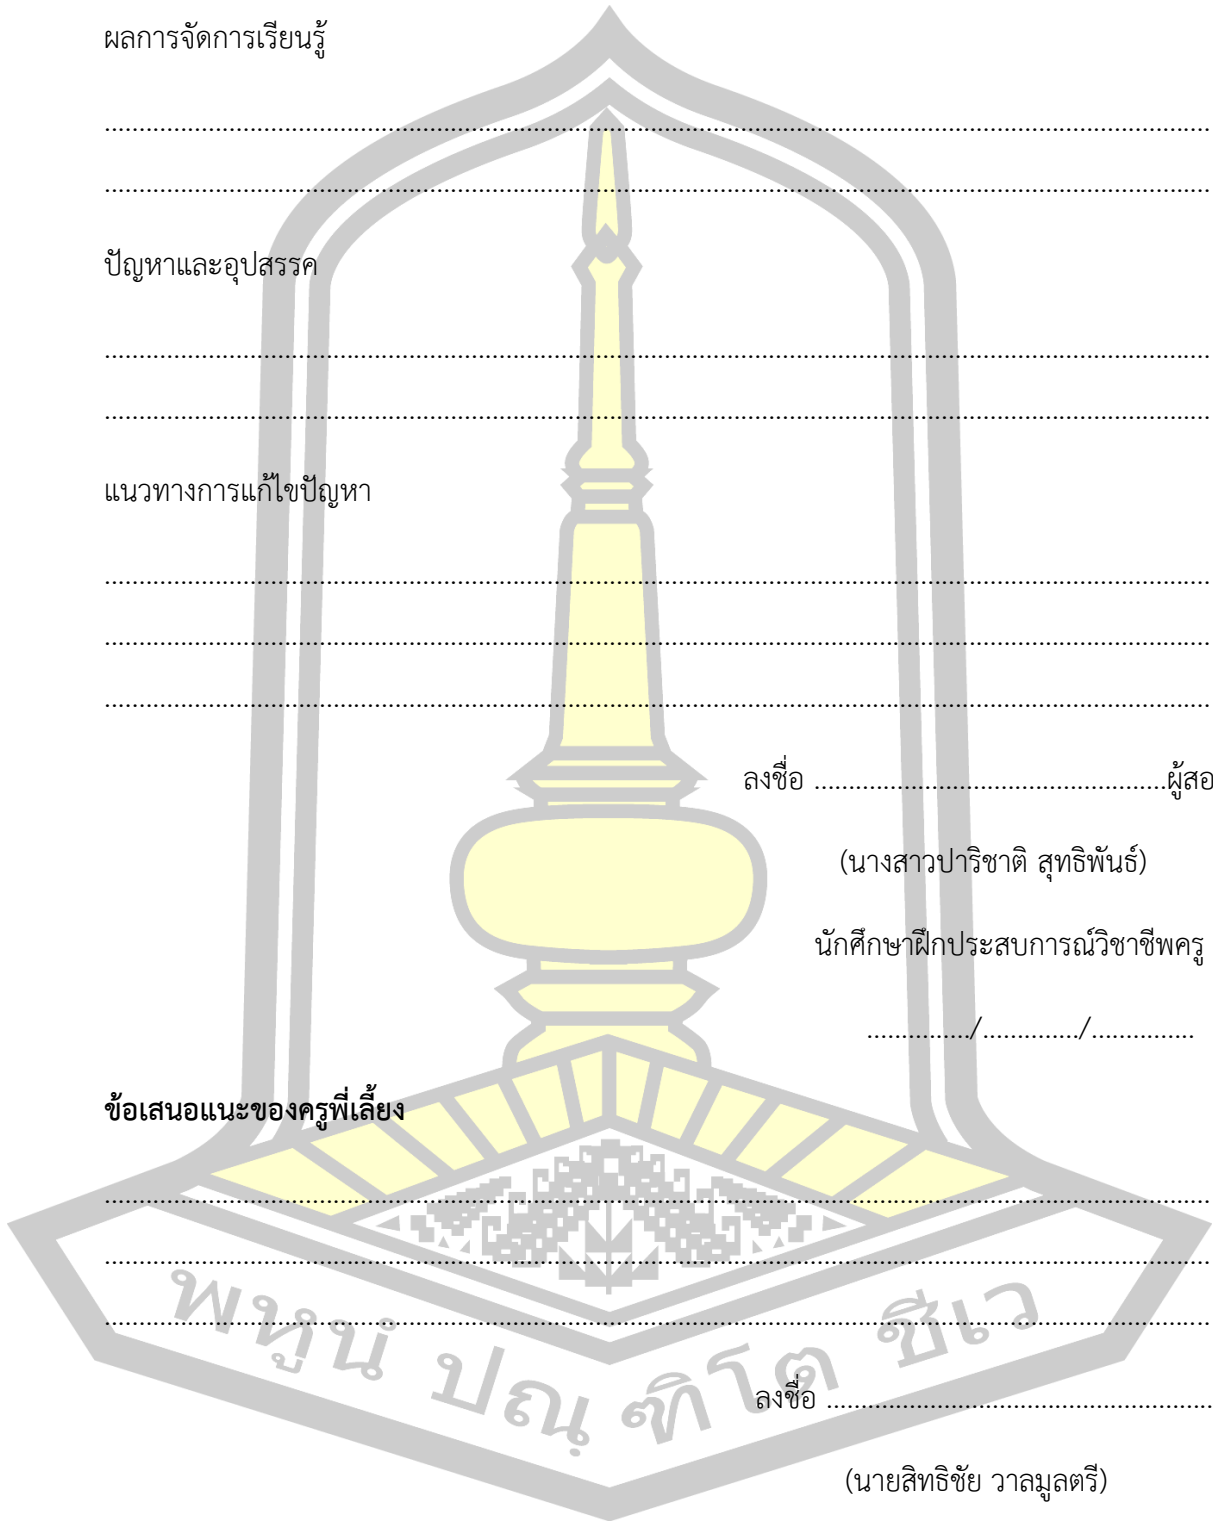 ผลการจัดการเรียนรู้
................................................................................................................................................................
................................................................................................................................................................
ปัญหาและอุปสรรค
................................................................................................................................................................
................................................................................................................................................................
แนวทางการแก้ไขปัญหา
................................................................................................................................................................
................................................................................................................................................................
................................................................................................................................................................
ลงชื่อ ...................................................ผู้สอ
(นางสาวปาริชาติ สุทธิพันธ์)
นักศึกษาฝึกประสบการณ์วิชาชีพครู
.............../............../...............
ข้อเสนอแนะของครูพี่เลี้ยง
................................................................................................................................................................
................................................................................................................................................................
................................................................................................................................................................
พหูนํ ปณฺฑิโต ชีเว
ลงชื่อ ........................................................
(นายสิทธิชัย วาลมูลตรี)